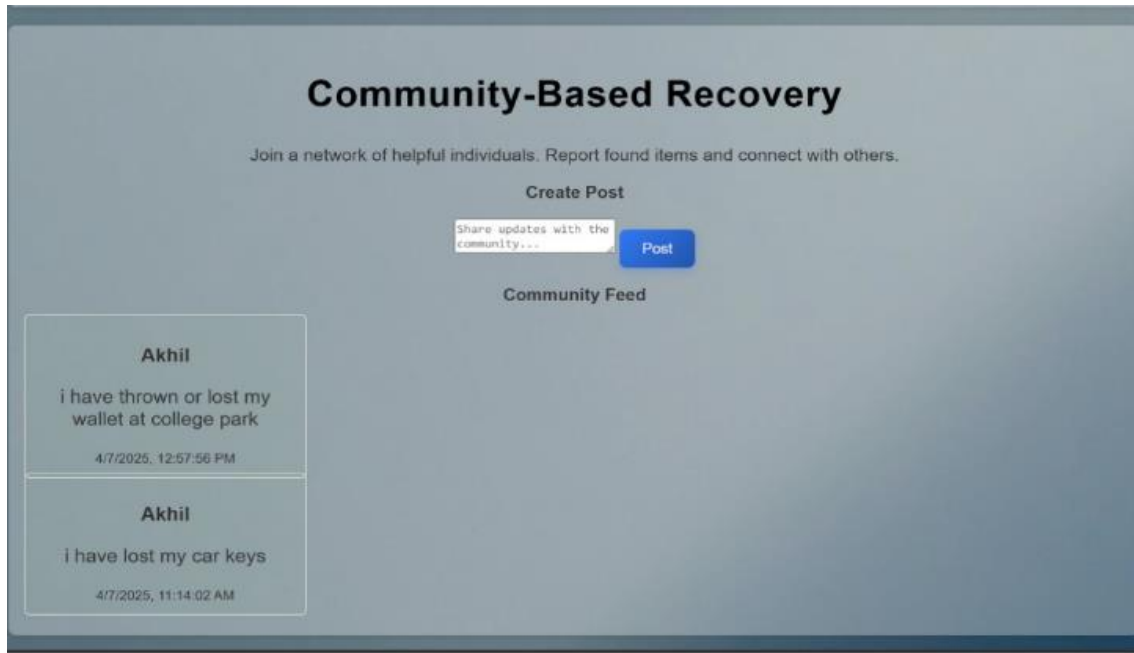 Community-Based Recovery
Join a network of helpful individuals. Report found items and connect with others.
Create Post
Share updates with the
community...
Post
Community Feed
Akhil
i have thrown or lost my
wallet at college park
4/7/2025, 12:57:56 PM
Akhil
i have lost my car keys
4/7/2025, 11:14:02 AM